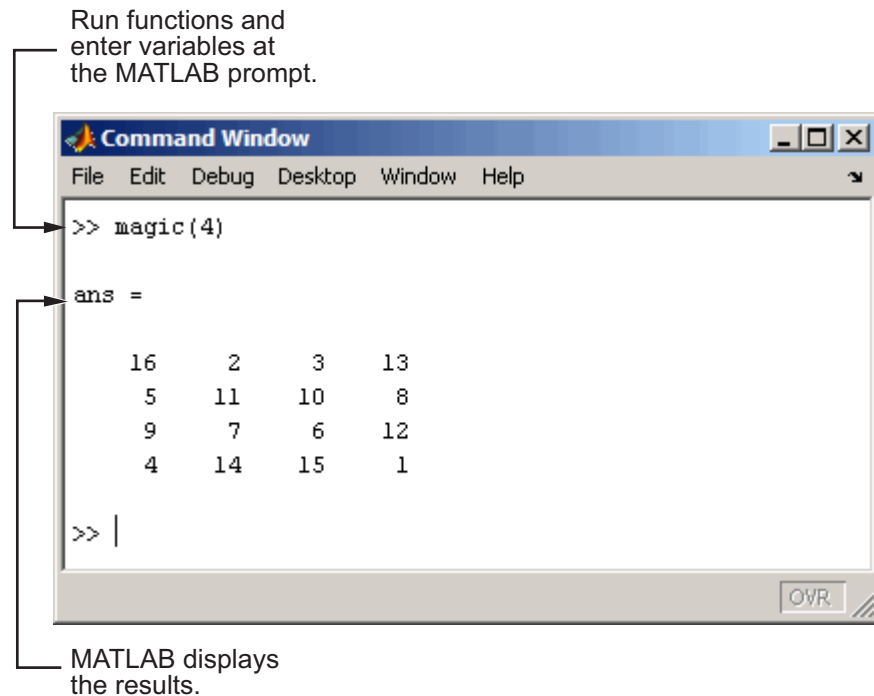 Run functions and
enter variables at
the MATLAB prompt.
Command Window
File Edit Debug Desktop Window Help
>> magic(4)
ans =
16 2 3 13
5 11 10 8
9 7 6 12
4 14 15 1
>>
OVR
MATLAB displays
the results.